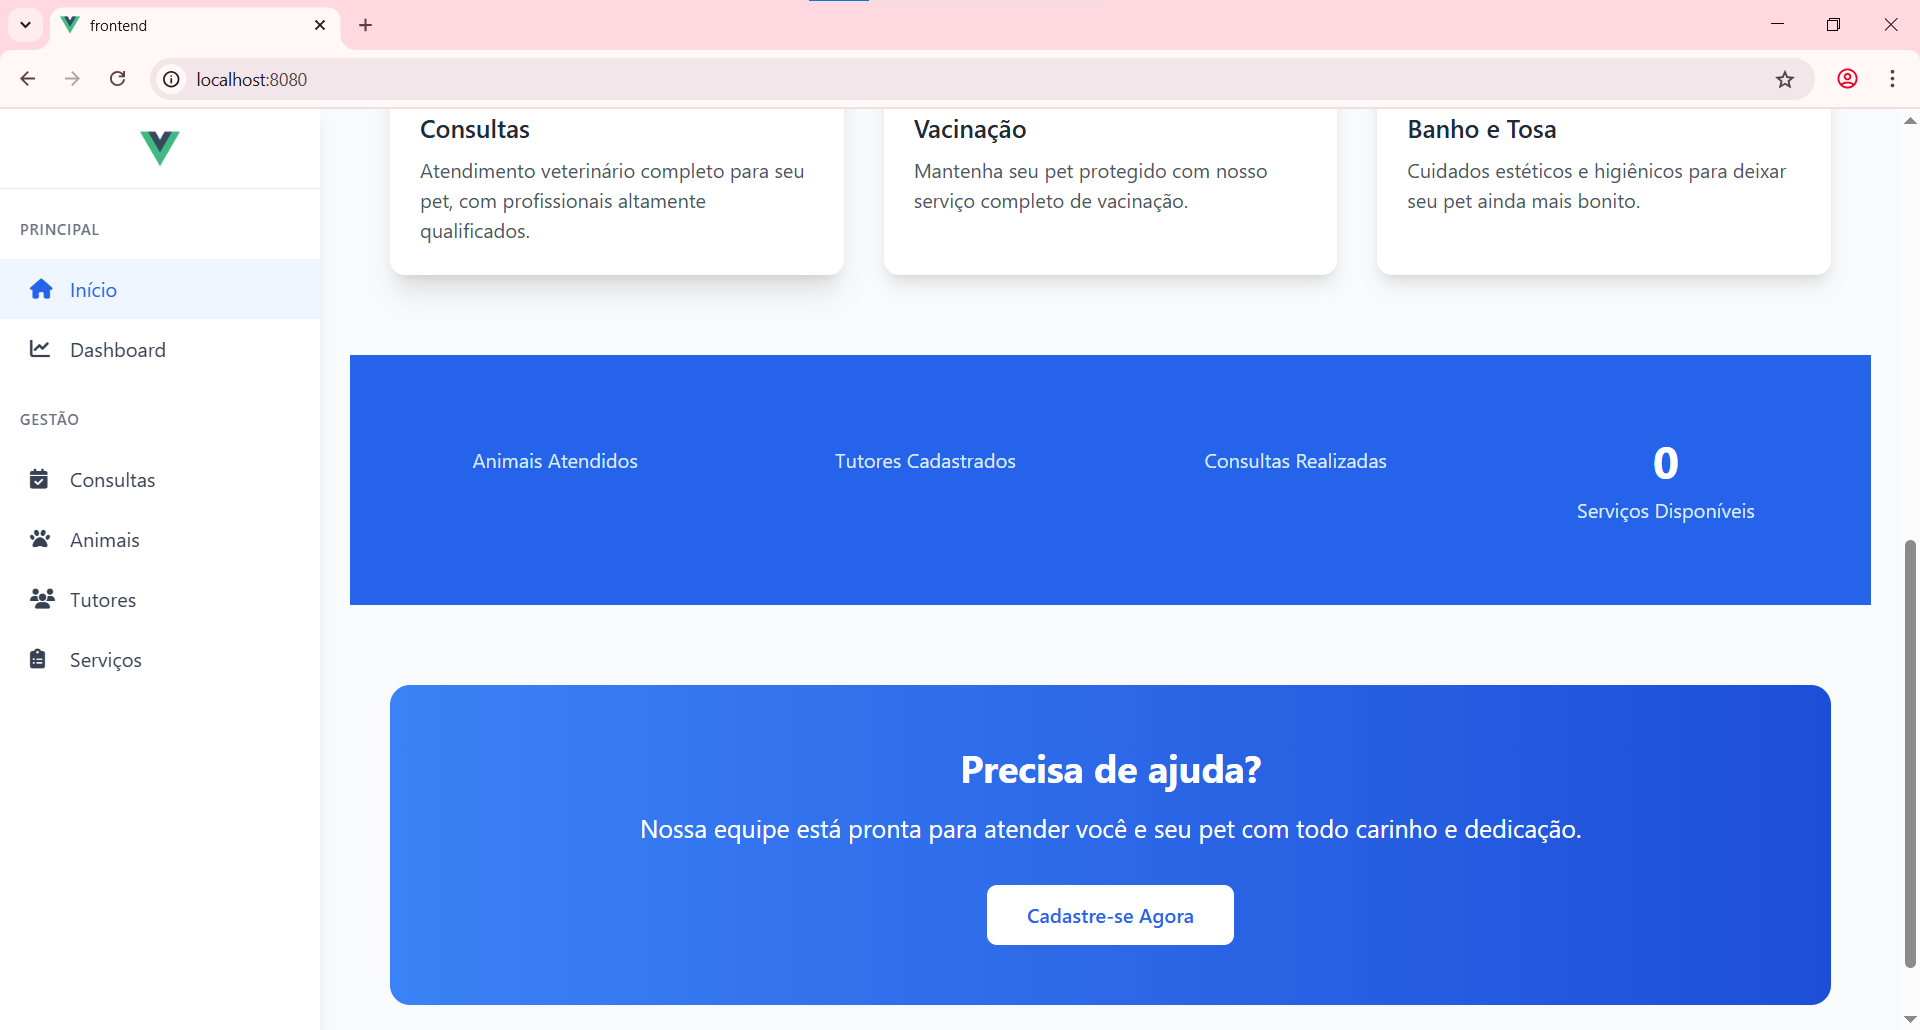 frontend
localhost:8080
PRINCIPAL
Início
Dashboard
GESTÃO
Consultas
Animais
Tutores
Serviços
Consultas
Atendimento veterinário completo para seu
pet, com profissionais altamente
qualificados.
Vacinação
Mantenha seu pet protegido com nosso
serviço completo de vacinação.
Banho e Tosa
Cuidados estéticos e higiênicos para deixar
seu pet ainda mais bonito.
Animais Atendidos
Tutores Cadastrados
Consultas Realizadas
0
Serviços Disponíveis
Precisa de ajuda?
Nossa equipe está pronta para atender você e seu pet com todo carinho e dedicação.
Cadastre-se Agora